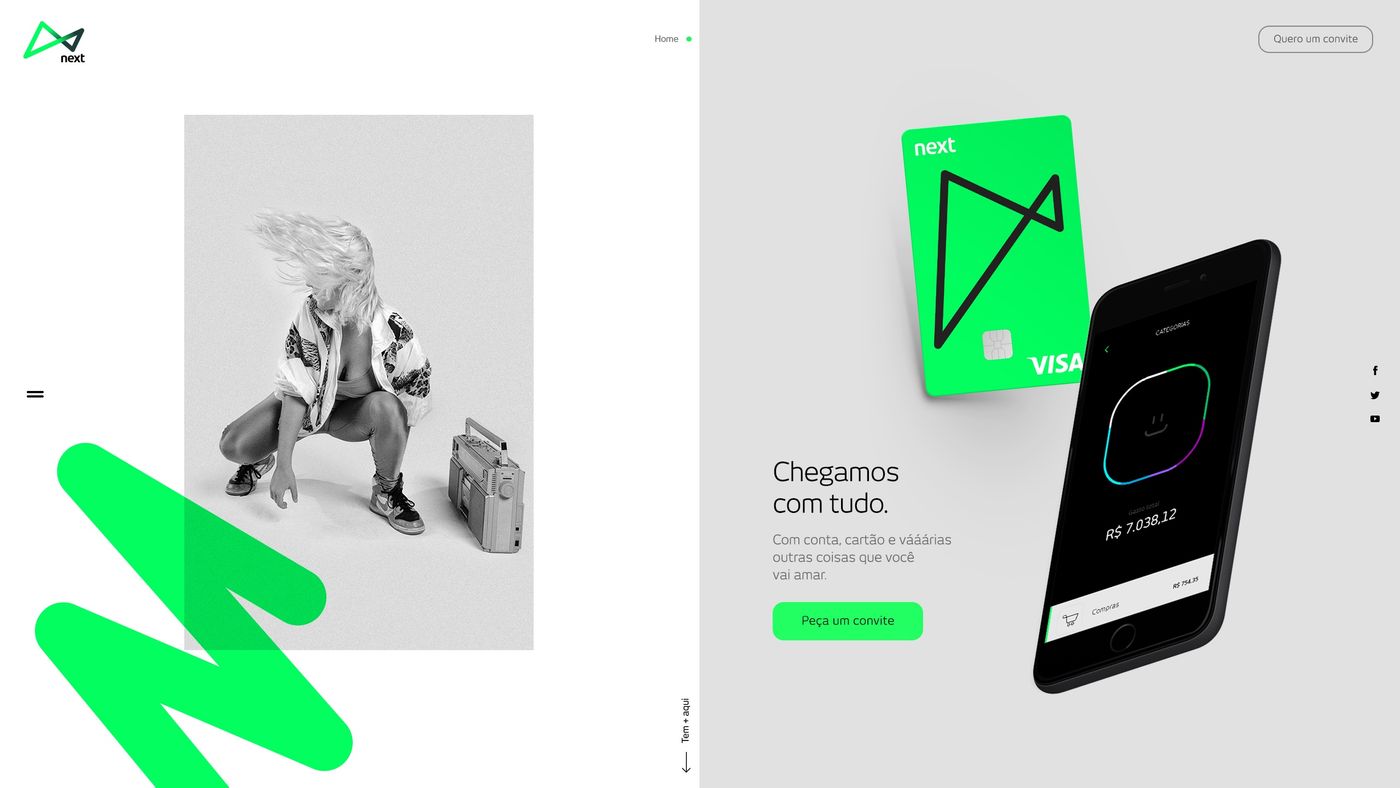 next
Home
Quero um convite
next
VISA
CATEGORIAS
Gasto total
R$ 7.038,12
Compras
R$ 754,35
Chegamos
com tudo.
Com conta, cartão e váááárias
outras coisas que você
vai amar.
Peça um convite
Tem + aqui